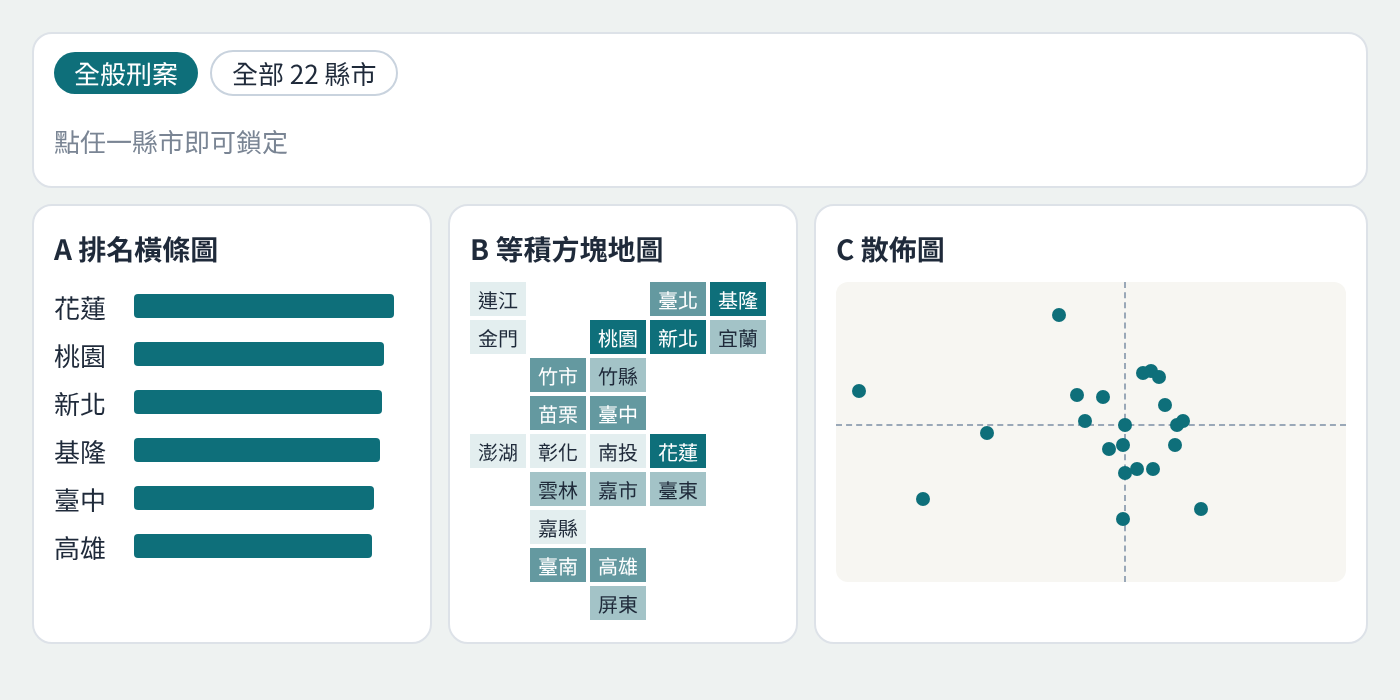 全般刑案 全部 22 縣市
點任一縣市即可鎖定
A 排名橫條圖
花蓮
桃園
新北
基隆
臺中
高雄
B 等積方塊地圖
連江 臺北 基隆
金門 桃園 新北 宜蘭
竹市 竹縣
苗栗 臺中
澎湖 彰化 南投 花蓮
雲林 嘉市 臺東
嘉縣
臺南 高雄
屏東
C 散佈圖